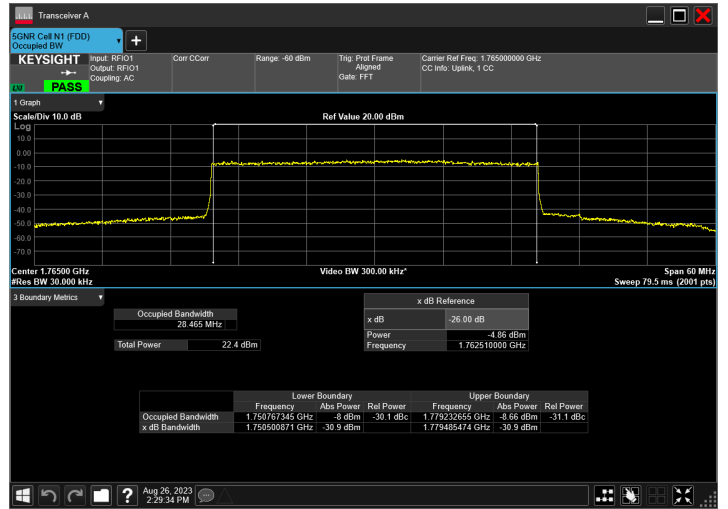 Transceiver A
5GNR Cell N1 (FDD)
Occupied BW
KEYSIGHT Input: RFIO1 Corr CCorr Range: -60 dBm Trig: Prot Frame Carrier Ref Freq: 1.765000000 GHz
Output: RFIO1 Aligned CC Info: Uplink, 1 CC
Coupling: AC Gate: FFT
LXI PASS
1 Graph
Scale/Div 10.0 dB Ref Value 20.00 dBm
Log
10.0
0.00
-10.0
-20.0
-30.0
-40.0
-50.0
-60.0
-70.0
Center 1.76500 GHz Video BW 300.00 kHz* Span 60 MHz
#Res BW 30.000 kHz Sweep 79.5 ms (2001 pts)
3 Boundary Metrics
Occupied Bandwidth
28.465 MHz
Total Power 22.4 dBm
x dB Reference
x dB -26.00 dB
Power -4.86 dBm
Frequency 1.762510000 GHz
Lower Boundary Upper Boundary
Frequency Abs Power Rel Power Frequency Abs Power Rel Power
Occupied Bandwidth 1.750767345 GHz -8 dBm -30.1 dBc 1.779232655 GHz -8.66 dBm -31.1 dBc
x dB Bandwidth 1.750500871 GHz -30.9 dBm 1.779485474 GHz -30.9 dBm
Aug 26, 2023
2:29:34 PM